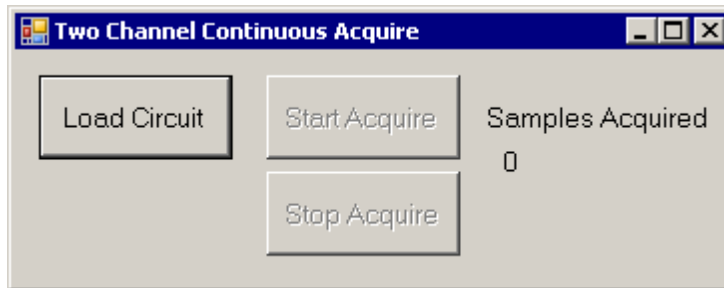 Two Channel Continuous Acquire
Load Circuit
Start Acquire
Samples Acquired
0
Stop Acquire